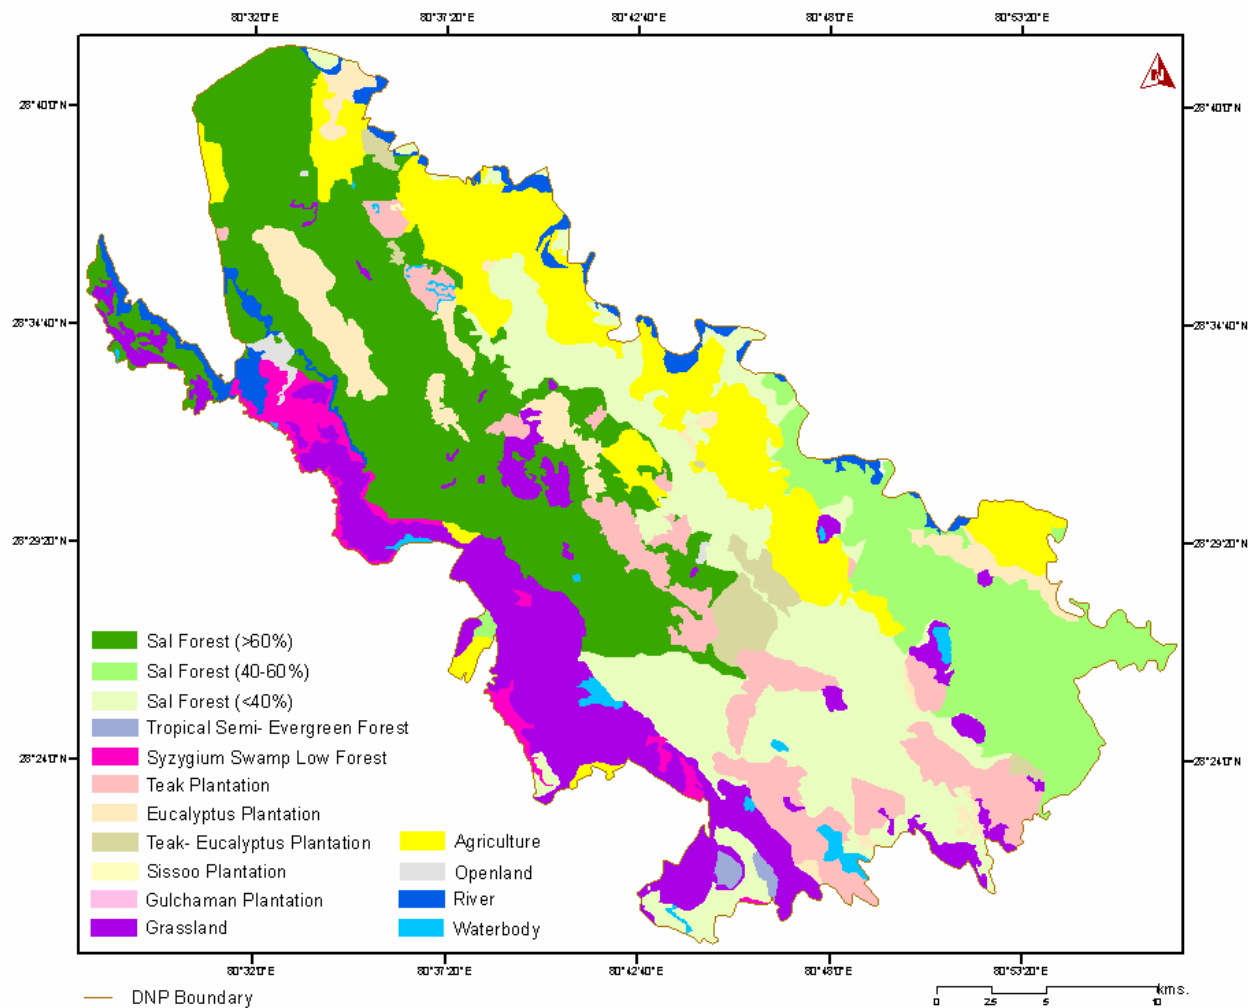 80°32'0"E 80°37'20"E 80°42'40"E 80°48'0"E 80°53'20"E
N
28°40'0"N 28°40'0"N
28°34'40"N 28°34'40"N
28°29'20"N 28°29'20"N
28°24'0"N 28°24'0"N
Sal Forest (>60%)
Sal Forest (40-60%)
Sal Forest (<40%)
Tropical Semi- Evergreen Forest
Syzygium Swamp Low Forest
Teak Plantation
Eucalyptus Plantation
Teak- Eucalyptus Plantation
Sissoo Plantation
Gulchaman Plantation
Grassland
Agriculture
Openland
River
Waterbody
80°32'0"E 80°37'20"E 80°42'40"E 80°48'0"E 80°53'20"E
DNP Boundary
kms.
0 2.5 5 10